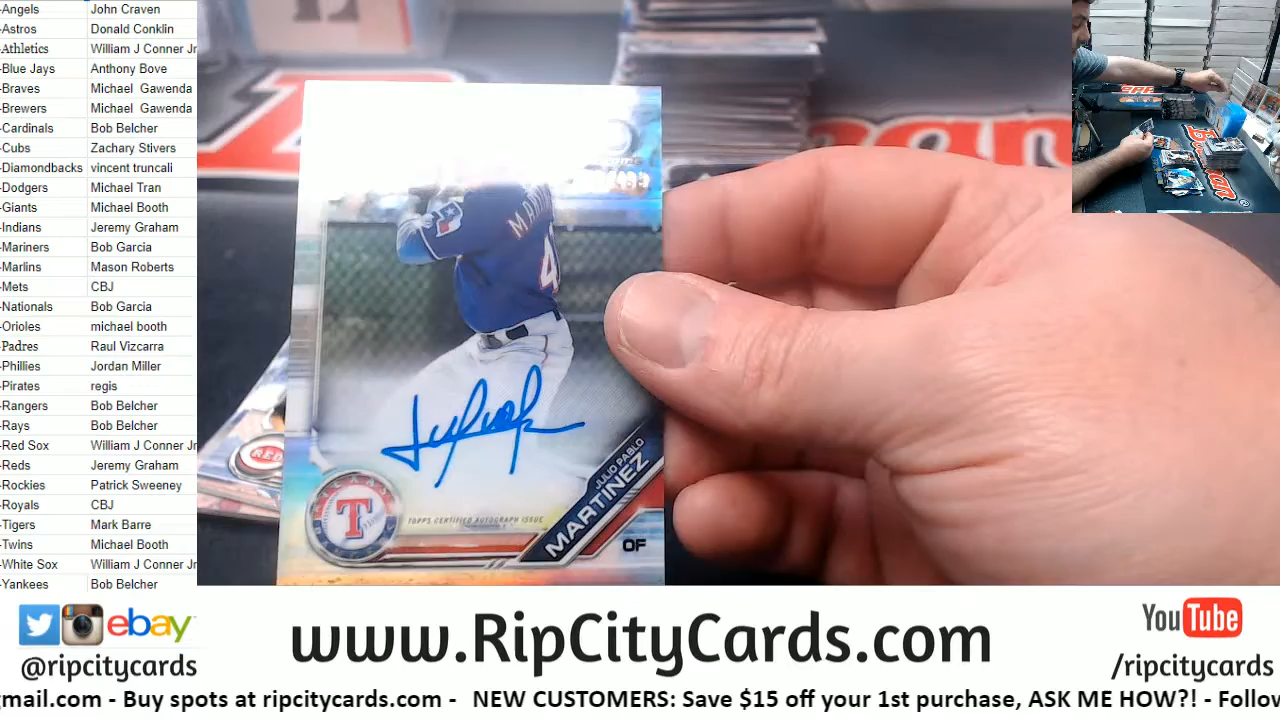 -Angels John Craven
-Astros Donald Conklin
-Athletics William J Conner Jr
-Blue Jays Anthony Bove
-Braves Michael Gawenda
-Brewers Michael Gawenda
-Cardinals Bob Belcher
-Cubs Zachary Stivers
-Diamondbacks vincent truncali
-Dodgers Michael Tran
-Giants Michael Booth
-Indians Jeremy Graham
-Mariners Bob Garcia
-Marlins Mason Roberts
-Mets CBJ
-Nationals Bob Garcia
-Orioles michael booth
-Padres Raul Vizcarra
-Phillies Jordan Miller
-Pirates regis
-Rangers Bob Belcher
-Rays Bob Belcher
-Red Sox William J Conner Jr
-Reds Jeremy Graham
-Rockies Patrick Sweeney
-Royals CBJ
-Tigers Mark Barre
-Twins Michael Booth
-White Sox William J Conner Jr
-Yankees Bob Belcher
4
REDS
T
TOPPS CERTIFIED AUTOGRAPH ISSUE
JULIO PABLO
MARTINEZ
OF
ebay
@ripcitycards
www.RipCityCards.com
YouTube
/ripcitycards
gmail.com - Buy spots at ripcitycards.com - NEW CUSTOMERS: Save $15 off your 1st purchase, ASK ME HOW?! - Follow